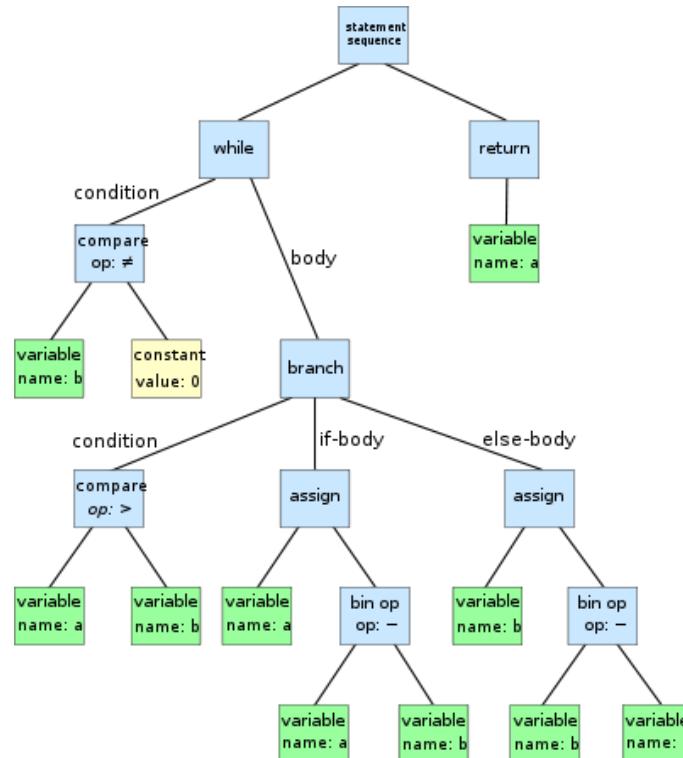 statement
sequence
while
return
condition
compare
op: ≠
body
variable
name: a
variable
name: b
constant
value: 0
branch
condition
if-body
else-body
compare
op: >
assign
assign
variable
name: a
variable
name: b
variable
name: a
bin op
op: −
variable
name: b
bin op
op: −
variable
name: a
variable
name: b
variable
name: b
variable
name: